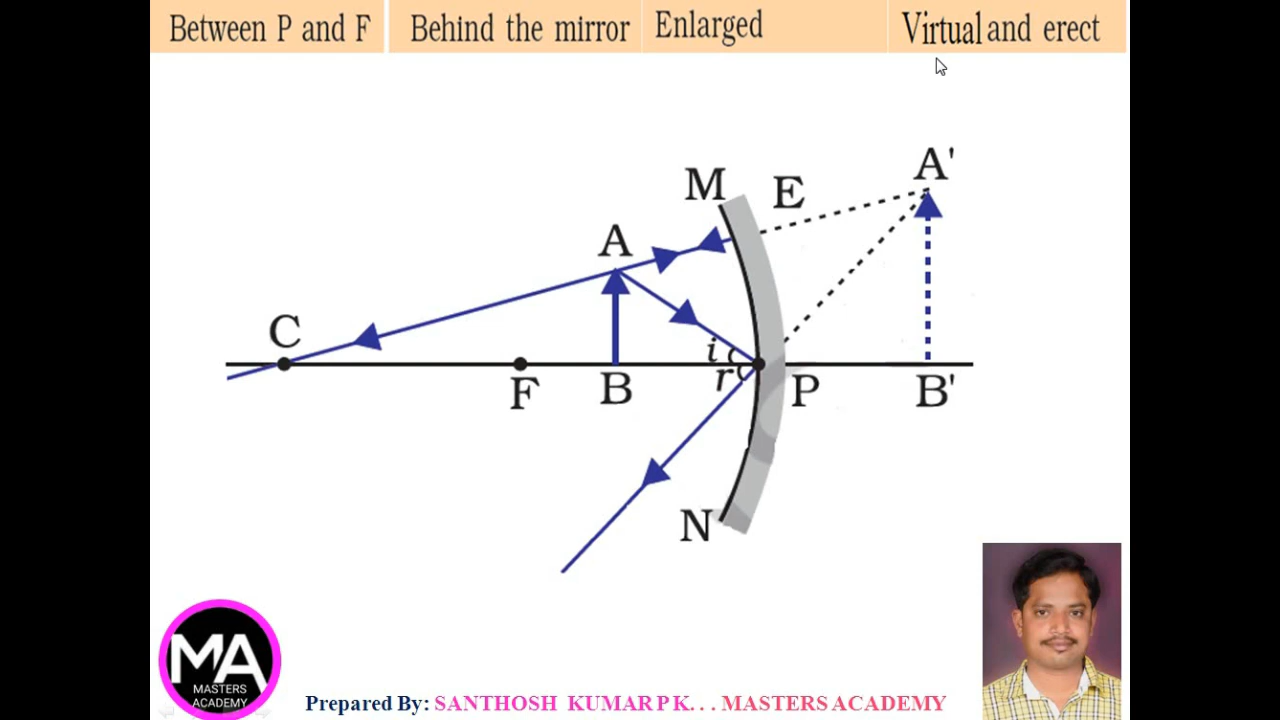 Between P and F Behind the mirror Enlarged Virtual and erect
A'
M E
A
C
i
r
F B P B'
N
MA
MASTERS
ACADEMY
Prepared By: SANTHOSH KUMAR P K. . . MASTERS ACADEMY